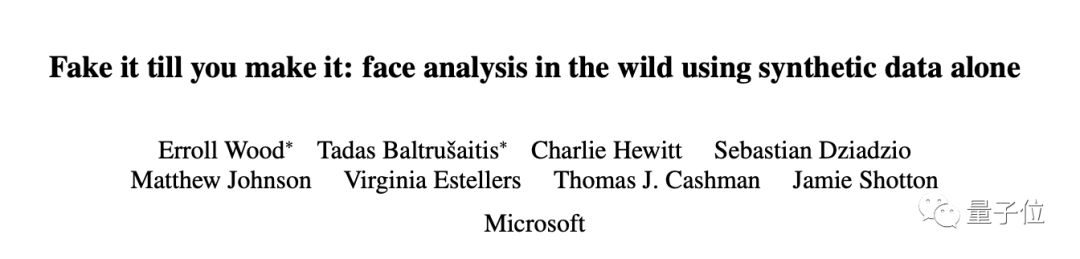 Fake it till you make it: face analysis in the wild using synthetic data alone
Erroll Wood* Tadas Baltrušaitis* Charlie Hewitt Sebastian Dziadzio
Matthew Johnson Virginia Estellers Thomas J. Cashman Jamie Shotton
Microsoft
量子位